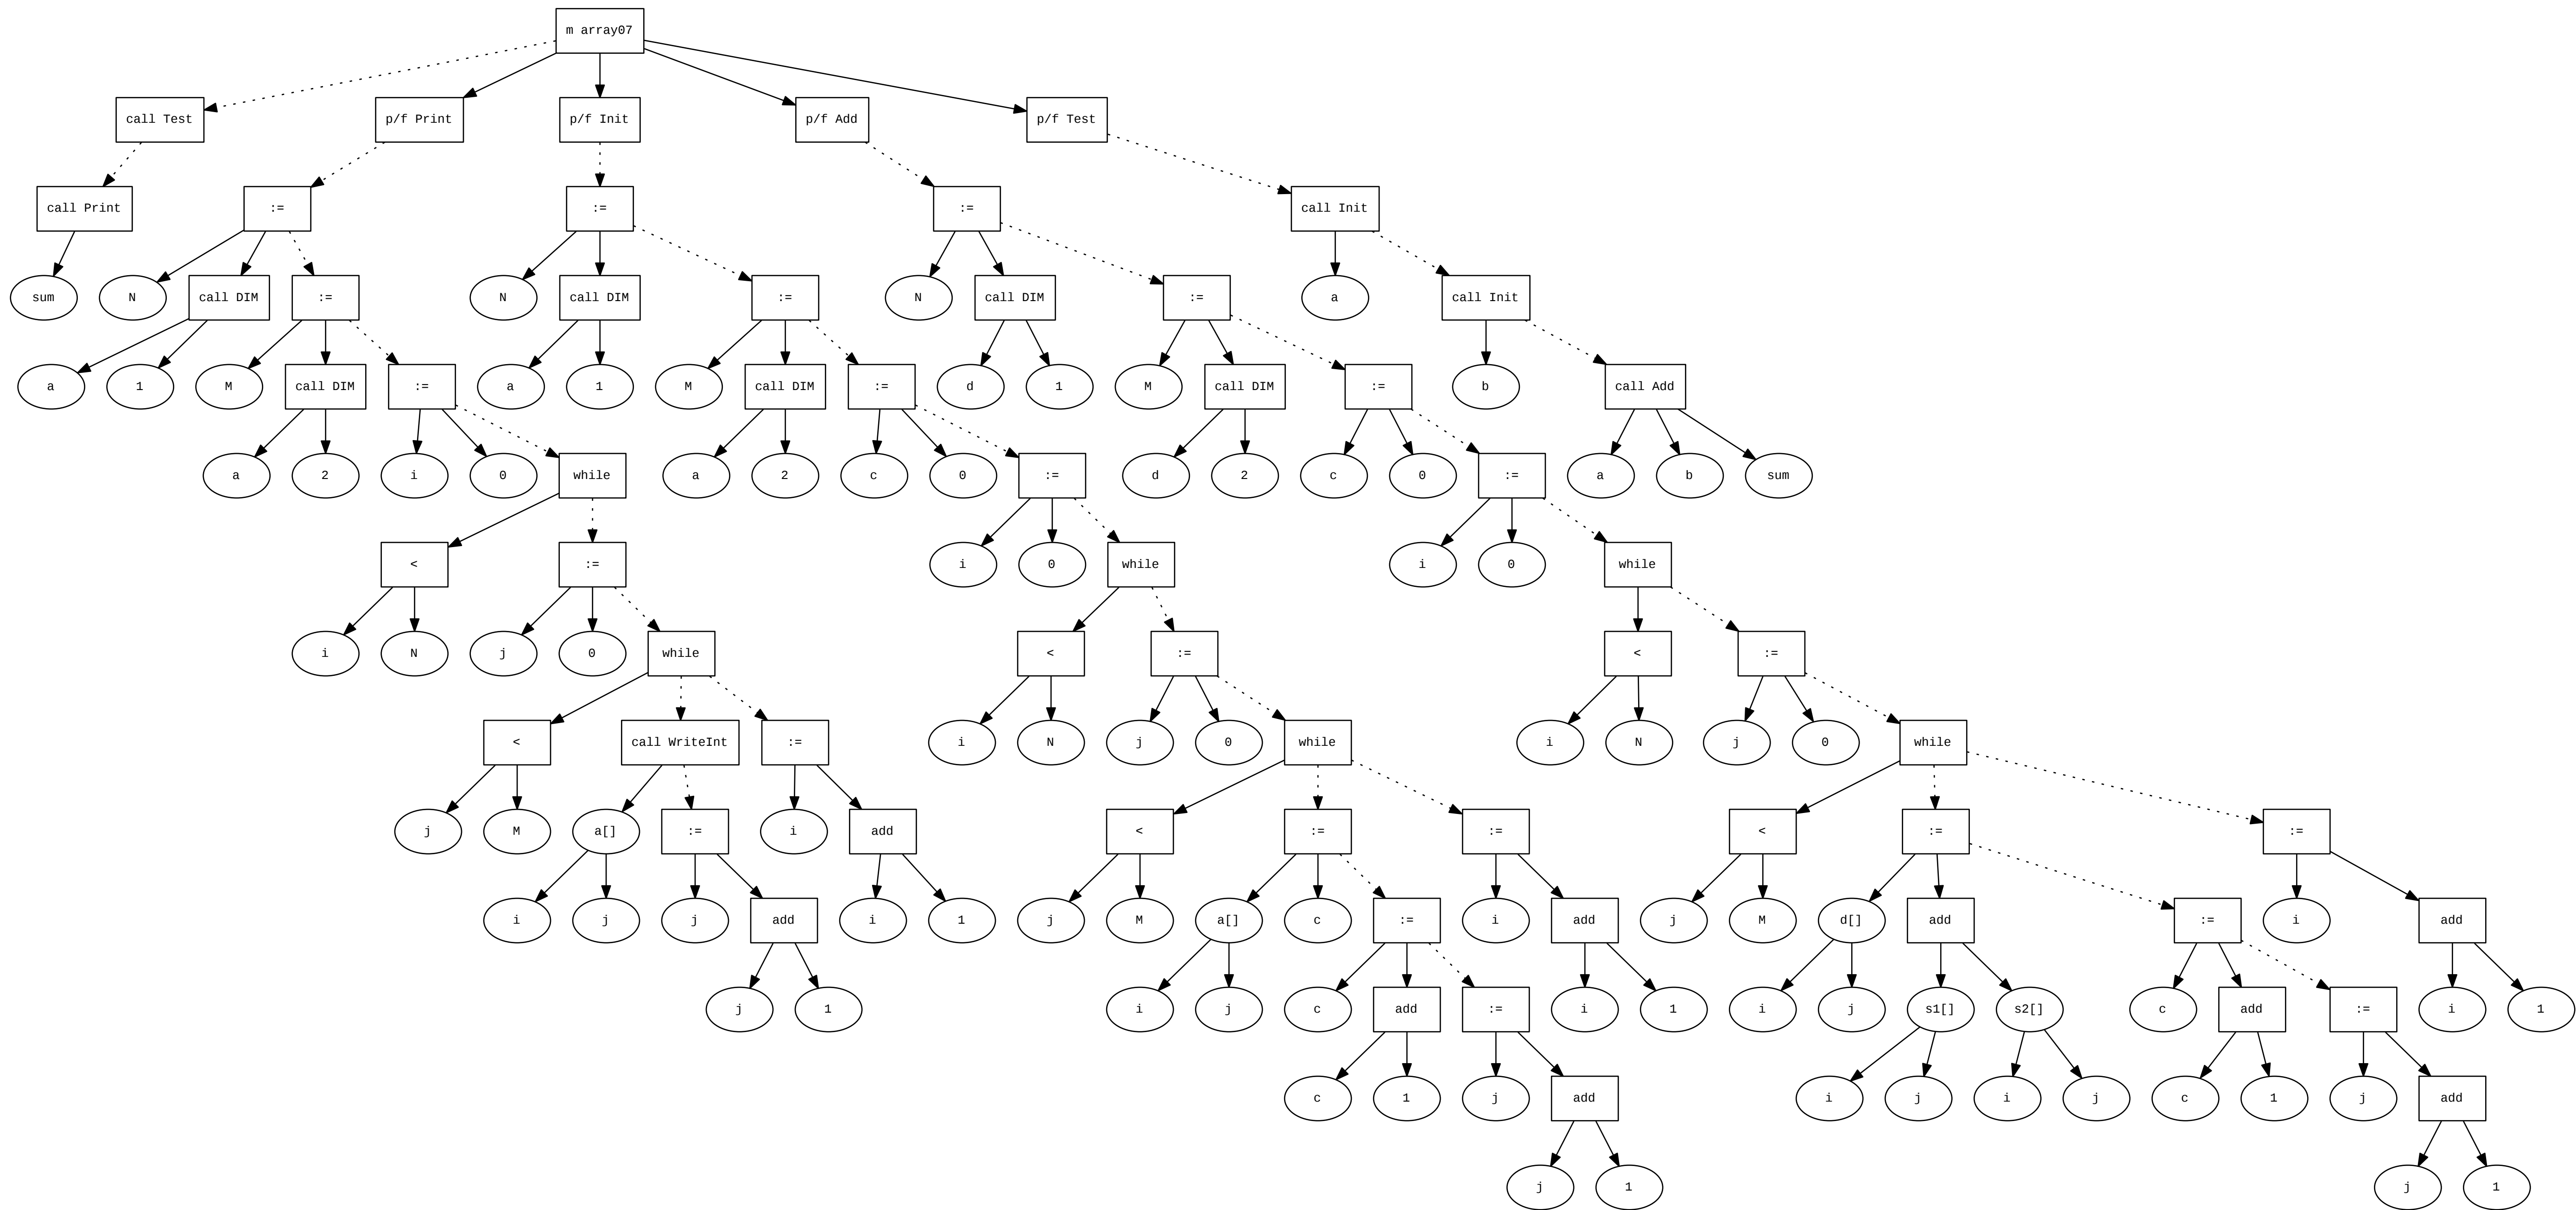 m array07
call Test p/f Print p/f Init p/f Add p/f Test
call Print := := := call Init
sum N call DIM := N call DIM := N call DIM := a call Init
a 1 M call DIM := a 1 M call DIM := d 1 M call DIM := b call Add
a 2 i 0 while a 2 c 0 := d 2 c 0 := a b sum
< := i 0 while i 0 while
i N j 0 while < := < :=
< call WriteInt := i N j 0 while i N j 0 while
j M a[] := i add < := := < := :=
i j j add i 1 j M a[] c := i add j M d[] add := i add
j 1 i j c add := i 1 i j s1[] s2[] c add := i 1
c 1 j add i j i j c 1 j add
j 1 j 1